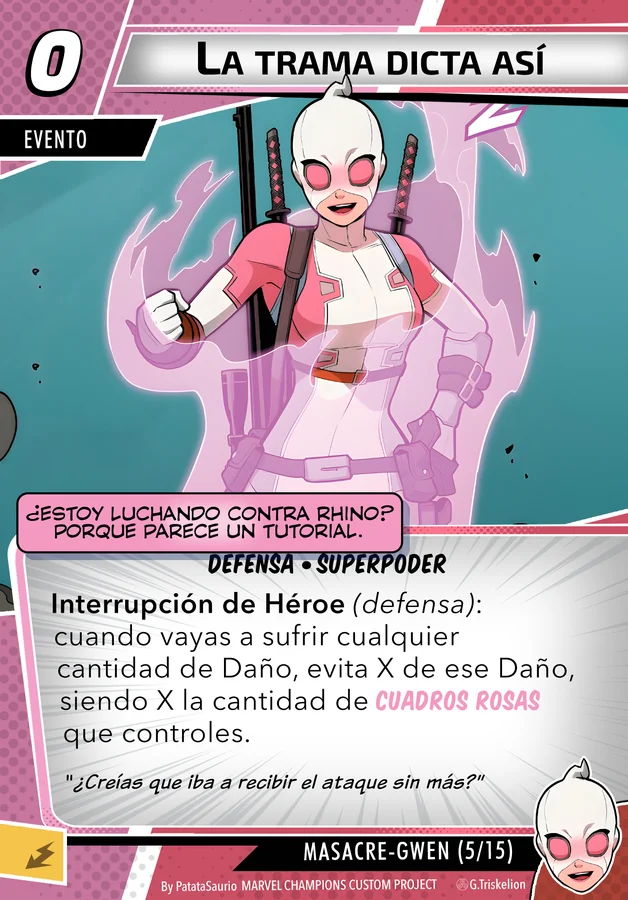 0
LA TRAMA DICTA ASÍ
EVENTO
¿ESTOY LUCHANDO CONTRA RHINO?
PORQUE PARECE UN TUTORIAL.
DEFENSA • SUPERPODER
Interrupción de Héroe (defensa):
cuando vayas a sufrir cualquier
cantidad de Daño, evita X de ese Daño,
siendo X la cantidad de CUADROS ROSAS
que controles.
"¿Creías que iba a recibir el ataque sin más?"
MASACRE-GWEN (5/15)
By PatataSaurio MARVEL CHAMPIONS CUSTOM PROJECT G.Triskelion